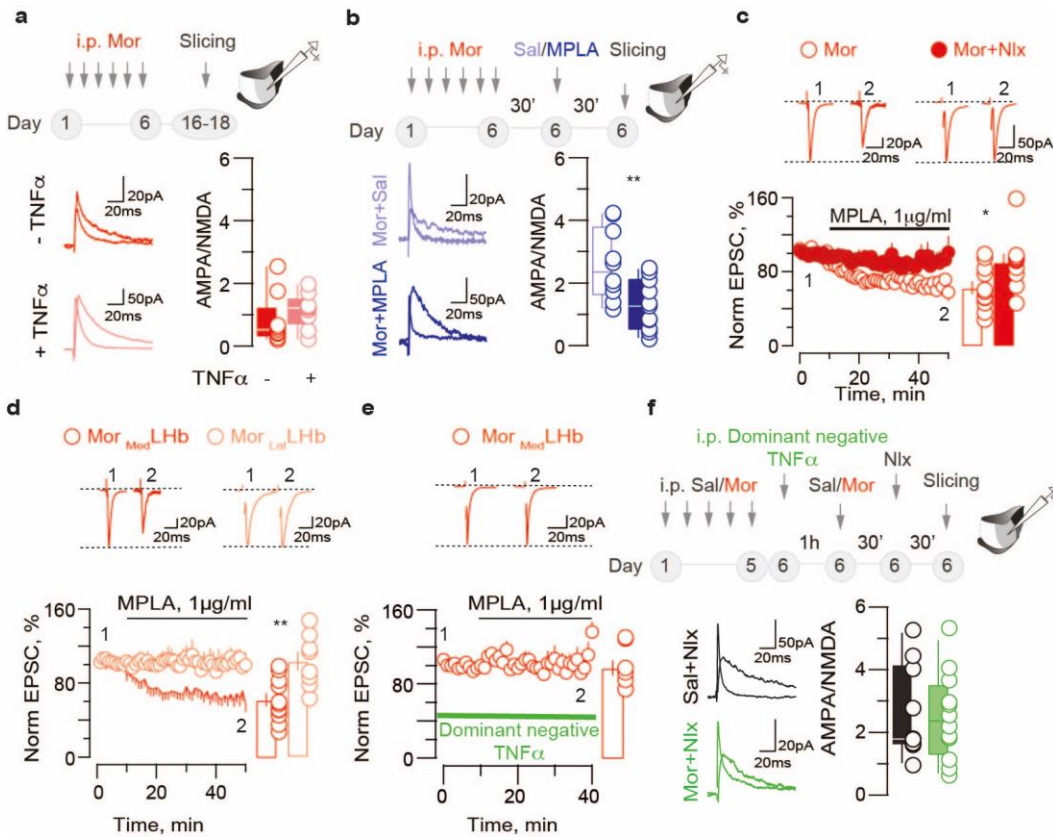 a
i.p. Mor
Slicing
Day 1 6 16-18
- TNFα
20pA
20ms
+ TNFα
50pA
20ms
AMPA/NMDA
6
4
2
0
TNFα - +
b
i.p. Mor
Sal/MPLA
Slicing
30' 30'
Day 1 6 6 6
Mor+Sal
20pA
20ms
Mor+MPLA
50pA
20ms
AMPA/NMDA
6
4
2
0
**
c
Mor Mor+Nlx
1 2 1 2
20pA
20ms
50pA
20ms
Norm EPSC, %
160
80
0
MPLA, 1µg/ml
*
1
2
0 20 40
Time, min
d
Mor MedLHb Mor LatLHb
1 2 1 2
20pA
20ms
20pA
20ms
Norm EPSC, %
160
80
0
MPLA, 1µg/ml
**
1
2
0 20 40
Time, min
e
Mor MedLHb
1 2
20pA
20ms
Norm EPSC, %
160
80
0
MPLA, 1µg/ml
1
2
Dominant negative
TNFα
0 20 40
Time, min
f
i.p. Dominant negative
TNFα
Nlx
i.p. Sal/Mor
Sal/Mor
Slicing
1h 30' 30'
Day 1 5 6 6 6 6
Sal+Nlx
50pA
20ms
Mor+Nlx
20pA
20ms
AMPA/NMDA
6
4
2
0